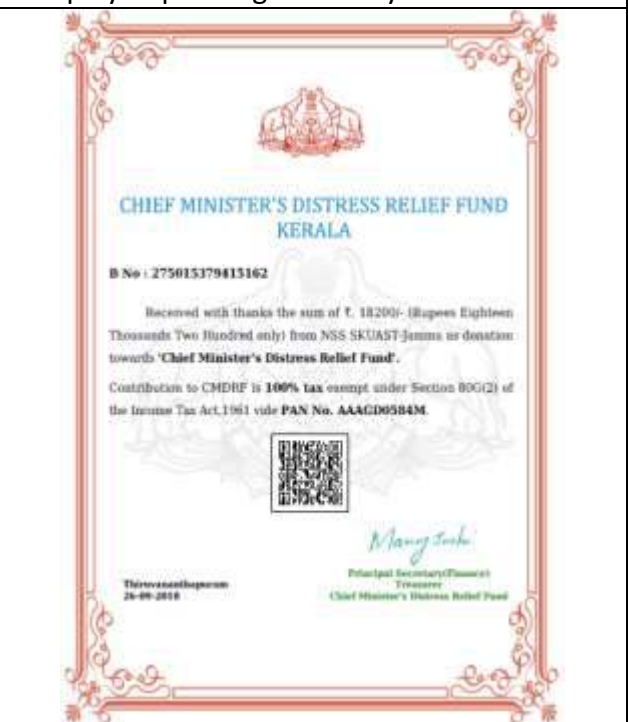 CHIEF MINISTER'S DISTRESS RELIEF FUND
KERALA
B No : 275015379415162
Received with thanks the sum of ₹. 18200/- (Rupees Eighteen
Thousands Two Hundred only) from NSS SKUAST-Jammu as donation
towards 'Chief Minister's Distress Relief Fund'.
Contribution to CMDRF is 100% tax exempt under Section 80G(2) of
the Income Tax Act,1961 vide PAN No. AAAGD0584M.
Principal Secretary(Finance)
Treasurer
Chief Minister's Distress Relief Fund
Thiruvananthapuram
26-09-2018